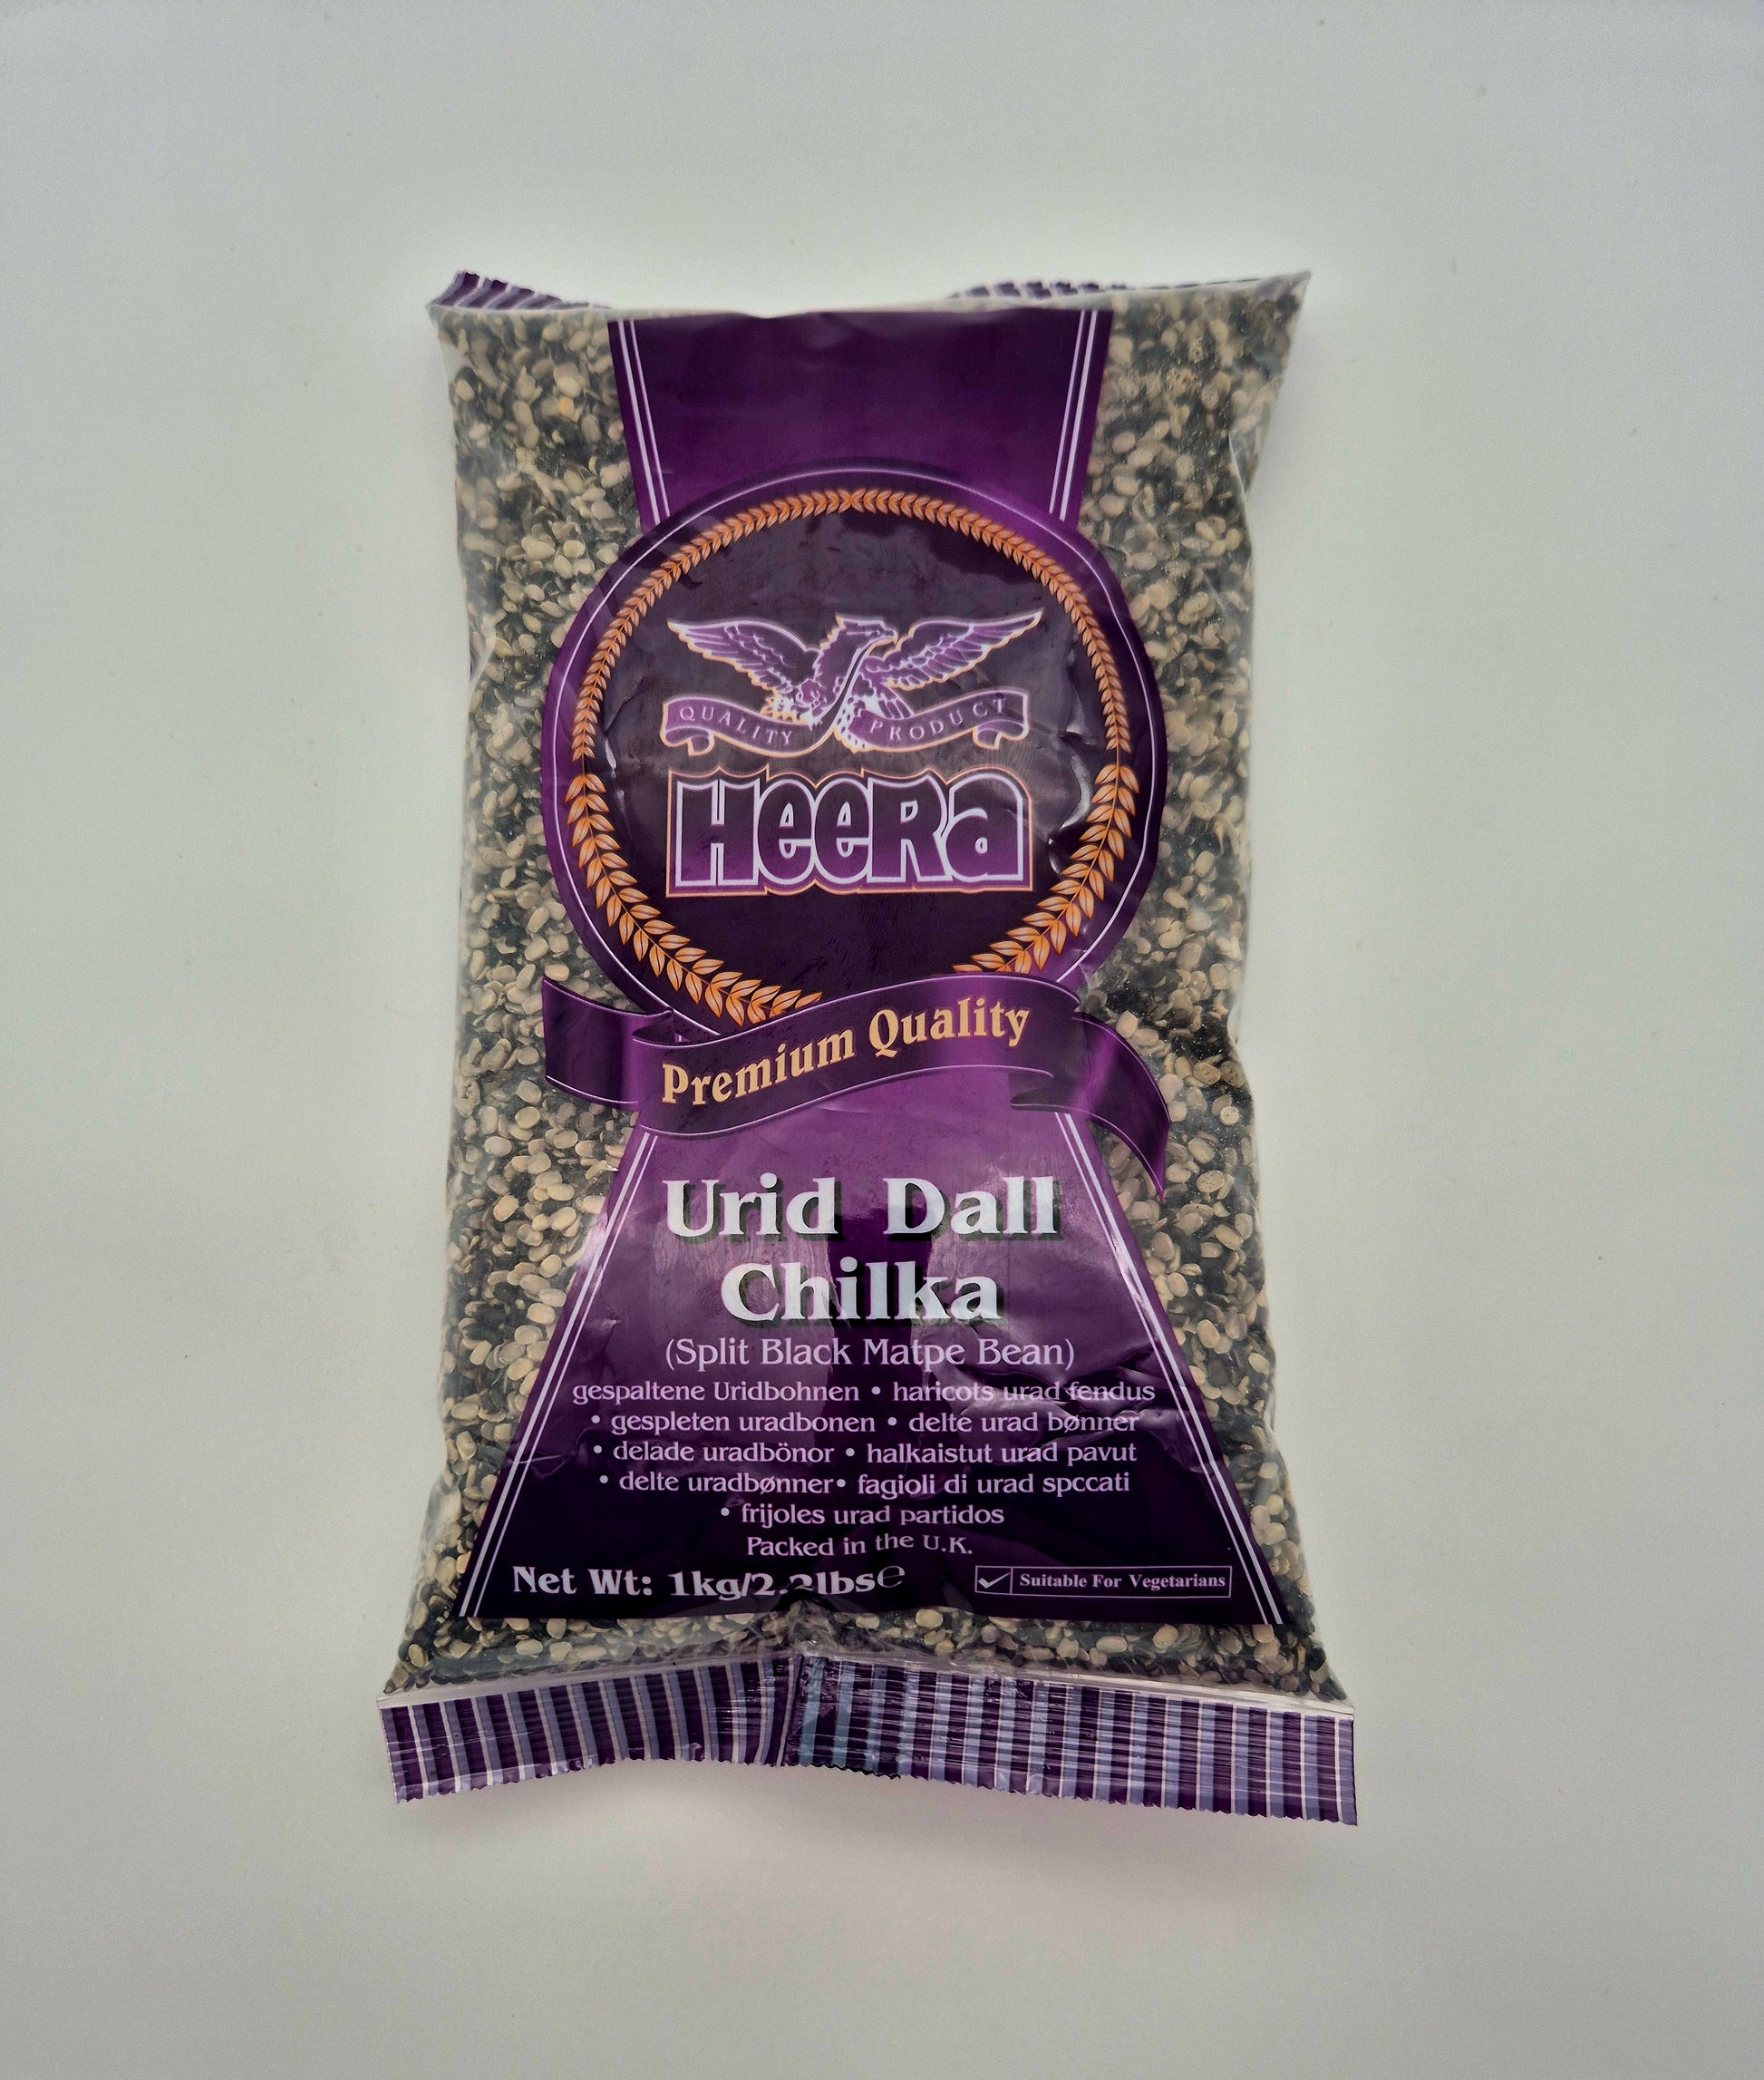 QUALITY PRODUCT
HeeRa
Premium Quality
Urid Dall
Chilka
(Split Black Matpe Bean)
gespaltene Uridbohnen • haricots urad fendus
• gespleten uradbonen • delte urad bønner
• delade uradbönor • halkaistut urad pavut
• delte uradbønner• fagioli di urad spccati
• frijoles urad partidos
Packed in the U.K.
Net Wt: 1kg/2.2lbs℮
Suitable For Vegetarians